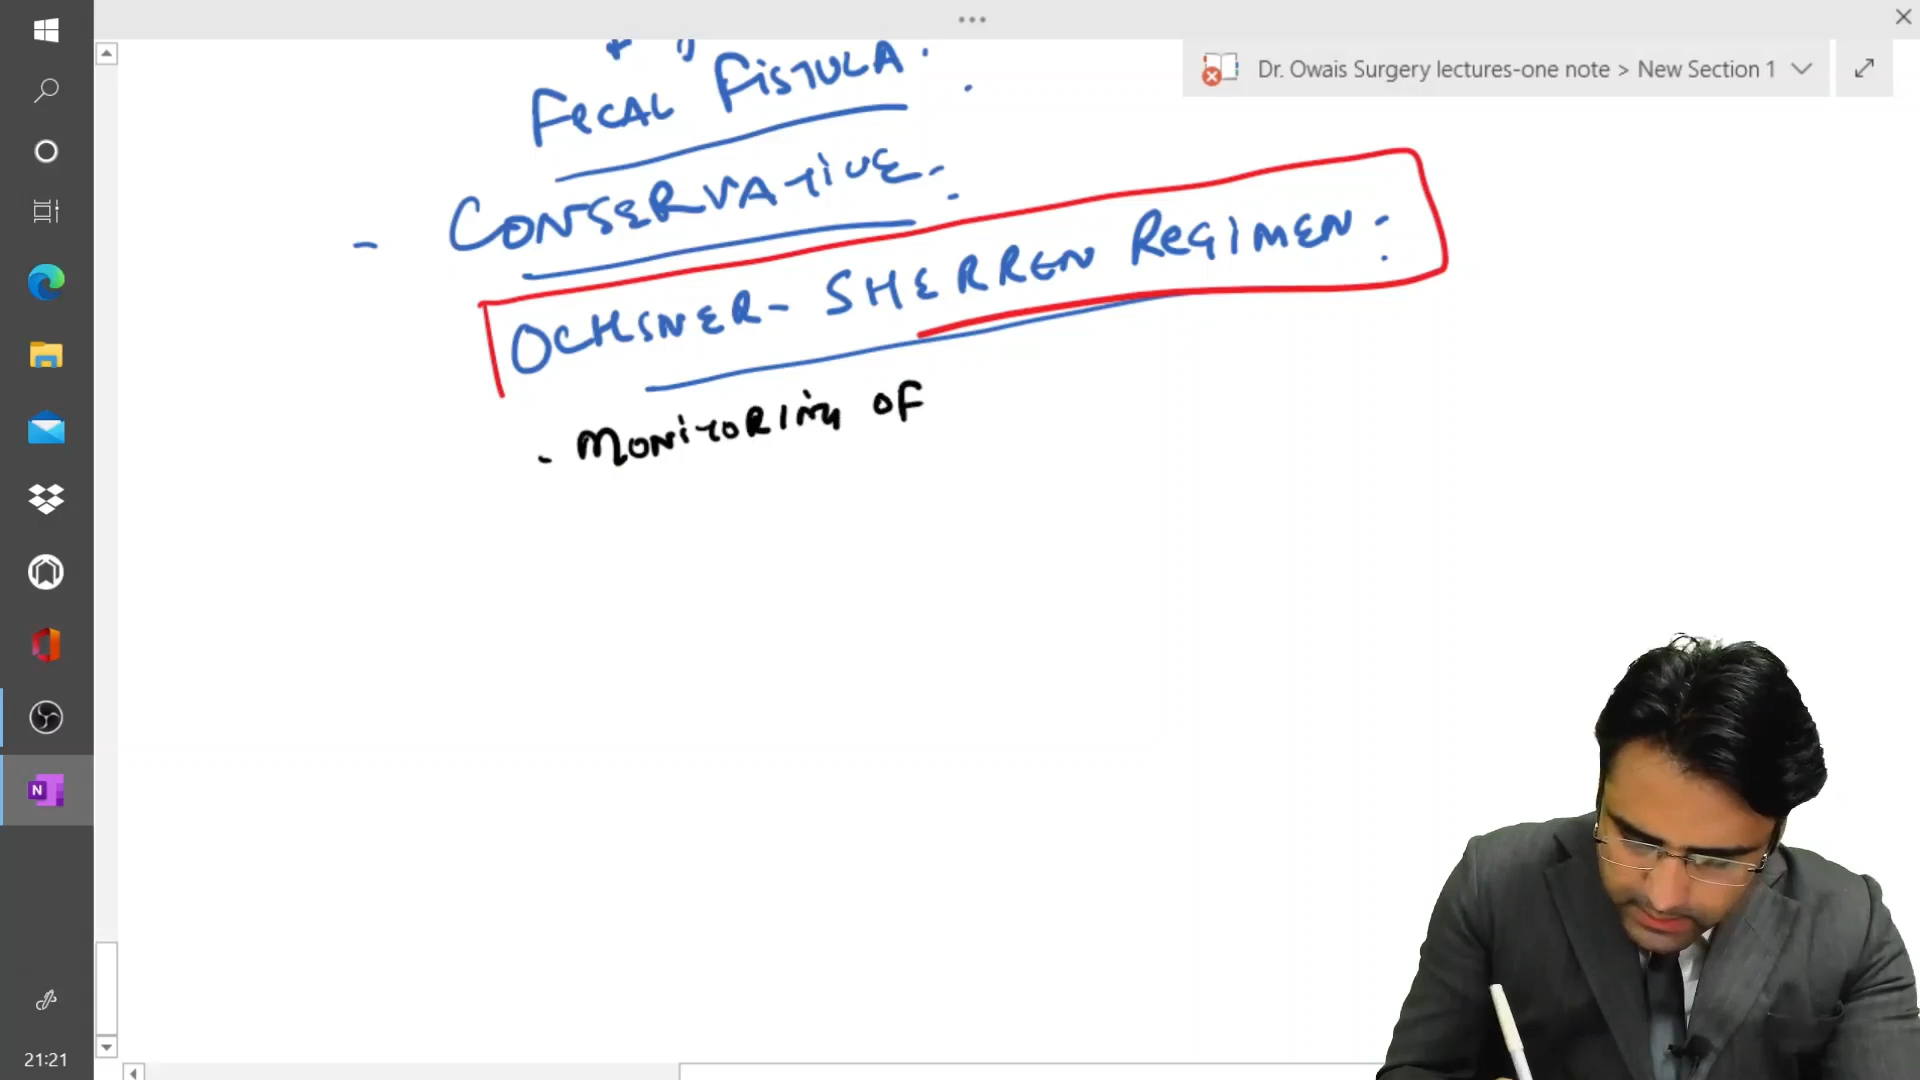 Dr. Owais Surgery lectures-one note > New Section 1
FECAL FISTULA.
- CONSERVATIVE:
OCHSNER- SHERREN REGIMEN:
- MONITORING OF
N
21:21